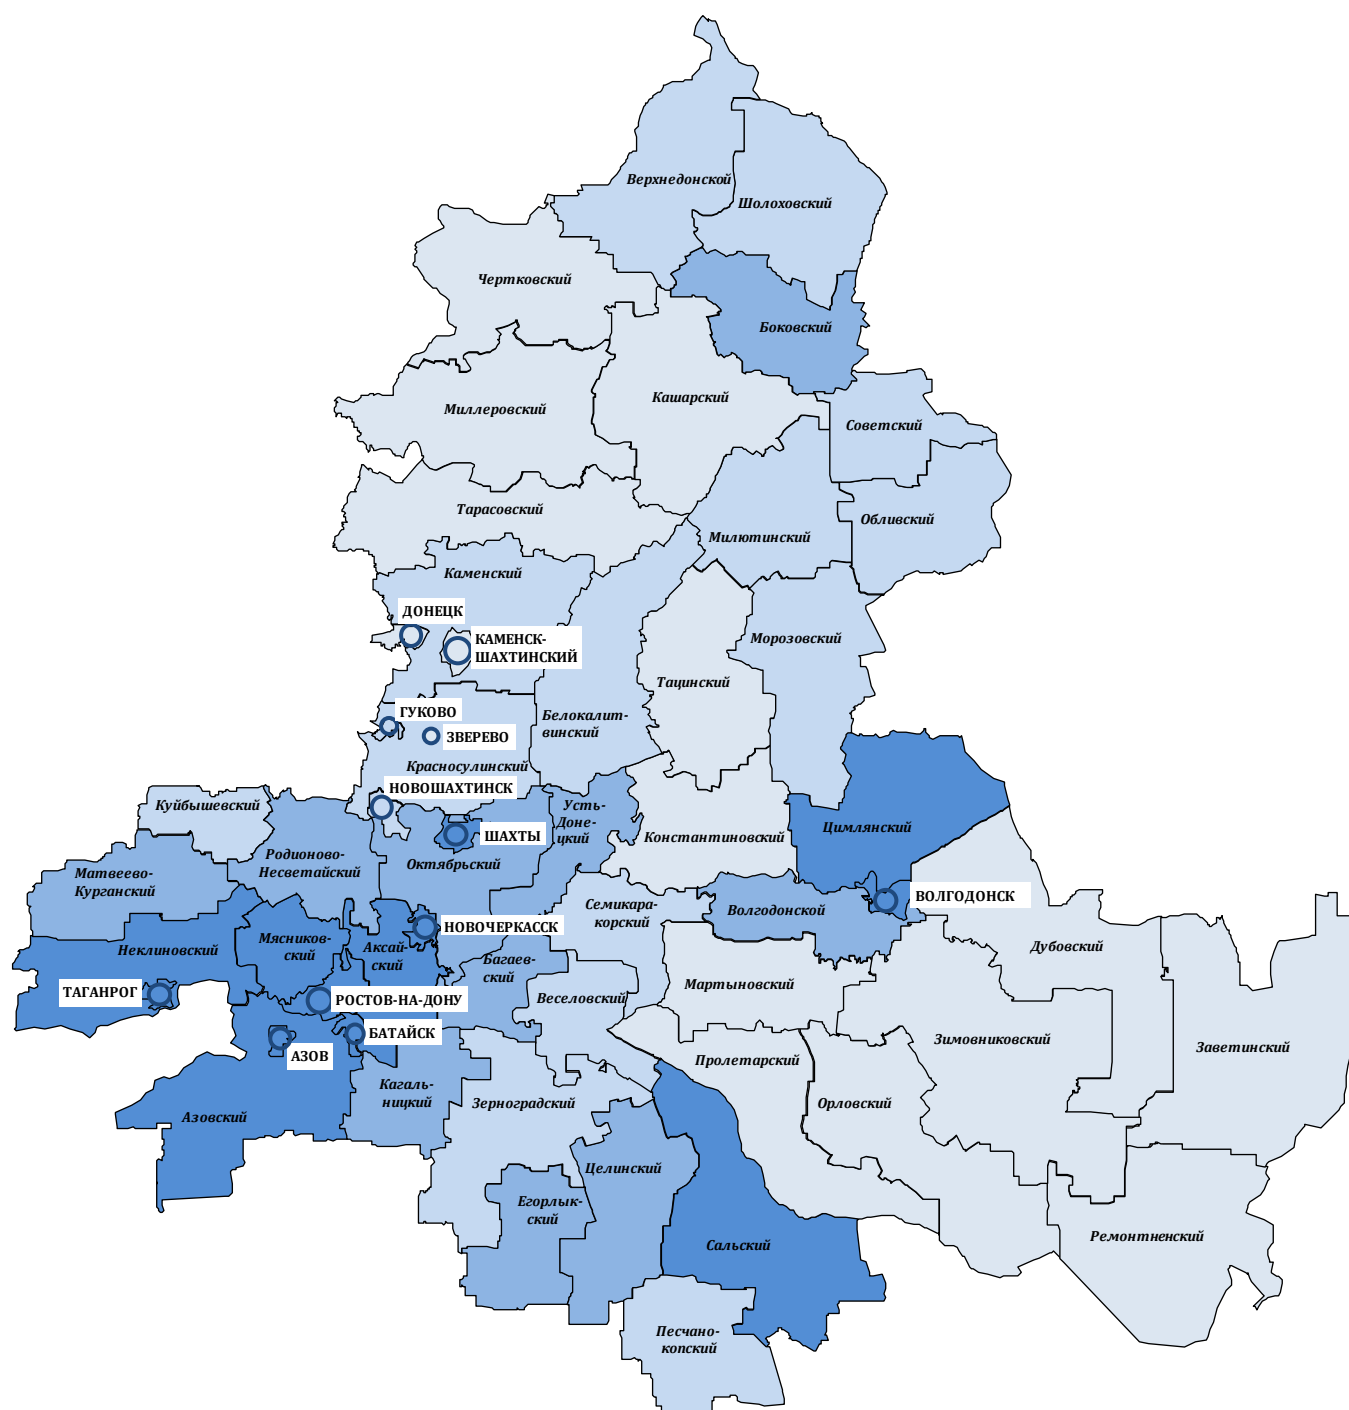 Верхнедонской
Шолоховский
Чертковский
Боковский
Кашарский
Миллеровский
Советский
Тарасовский
Обливский
Милютинский
Каменский
ДОНЕЦК
КАМЕНСК-
ШАХТИНСКИЙ
Морозовский
Тацинский
ГУКОВО
Белокалит-
винский
ЗВЕРЕВО
Красносулинский
НОВОШАХТИНСК
Куйбышевский
Усть-
Доне-
цкий
Цимлянский
ШАХТЫ
Константиновский
Родионово-
Несветайский
Октябрьский
Матвеево-
Курганский
ВОЛГОДОНСК
Семикара-
корский
Волгодонской
НОВОЧЕРКАССК
Мясников-
ский
Аксай-
ский
Неклиновский
Дубовский
Багаев-
ский
Мартыновский
ТАГАНРОГ
РОСТОВ-НА-ДОНУ
Веселовский
БАТАЙСК
Зимовниковский
Заветинский
АЗОВ
Пролетарский
Кагаль-
ницкий
Зерноградский
Орловский
Азовский
Целинский
Егорлык-
ский
Сальский
Ремонтненский
Песчано-
копский